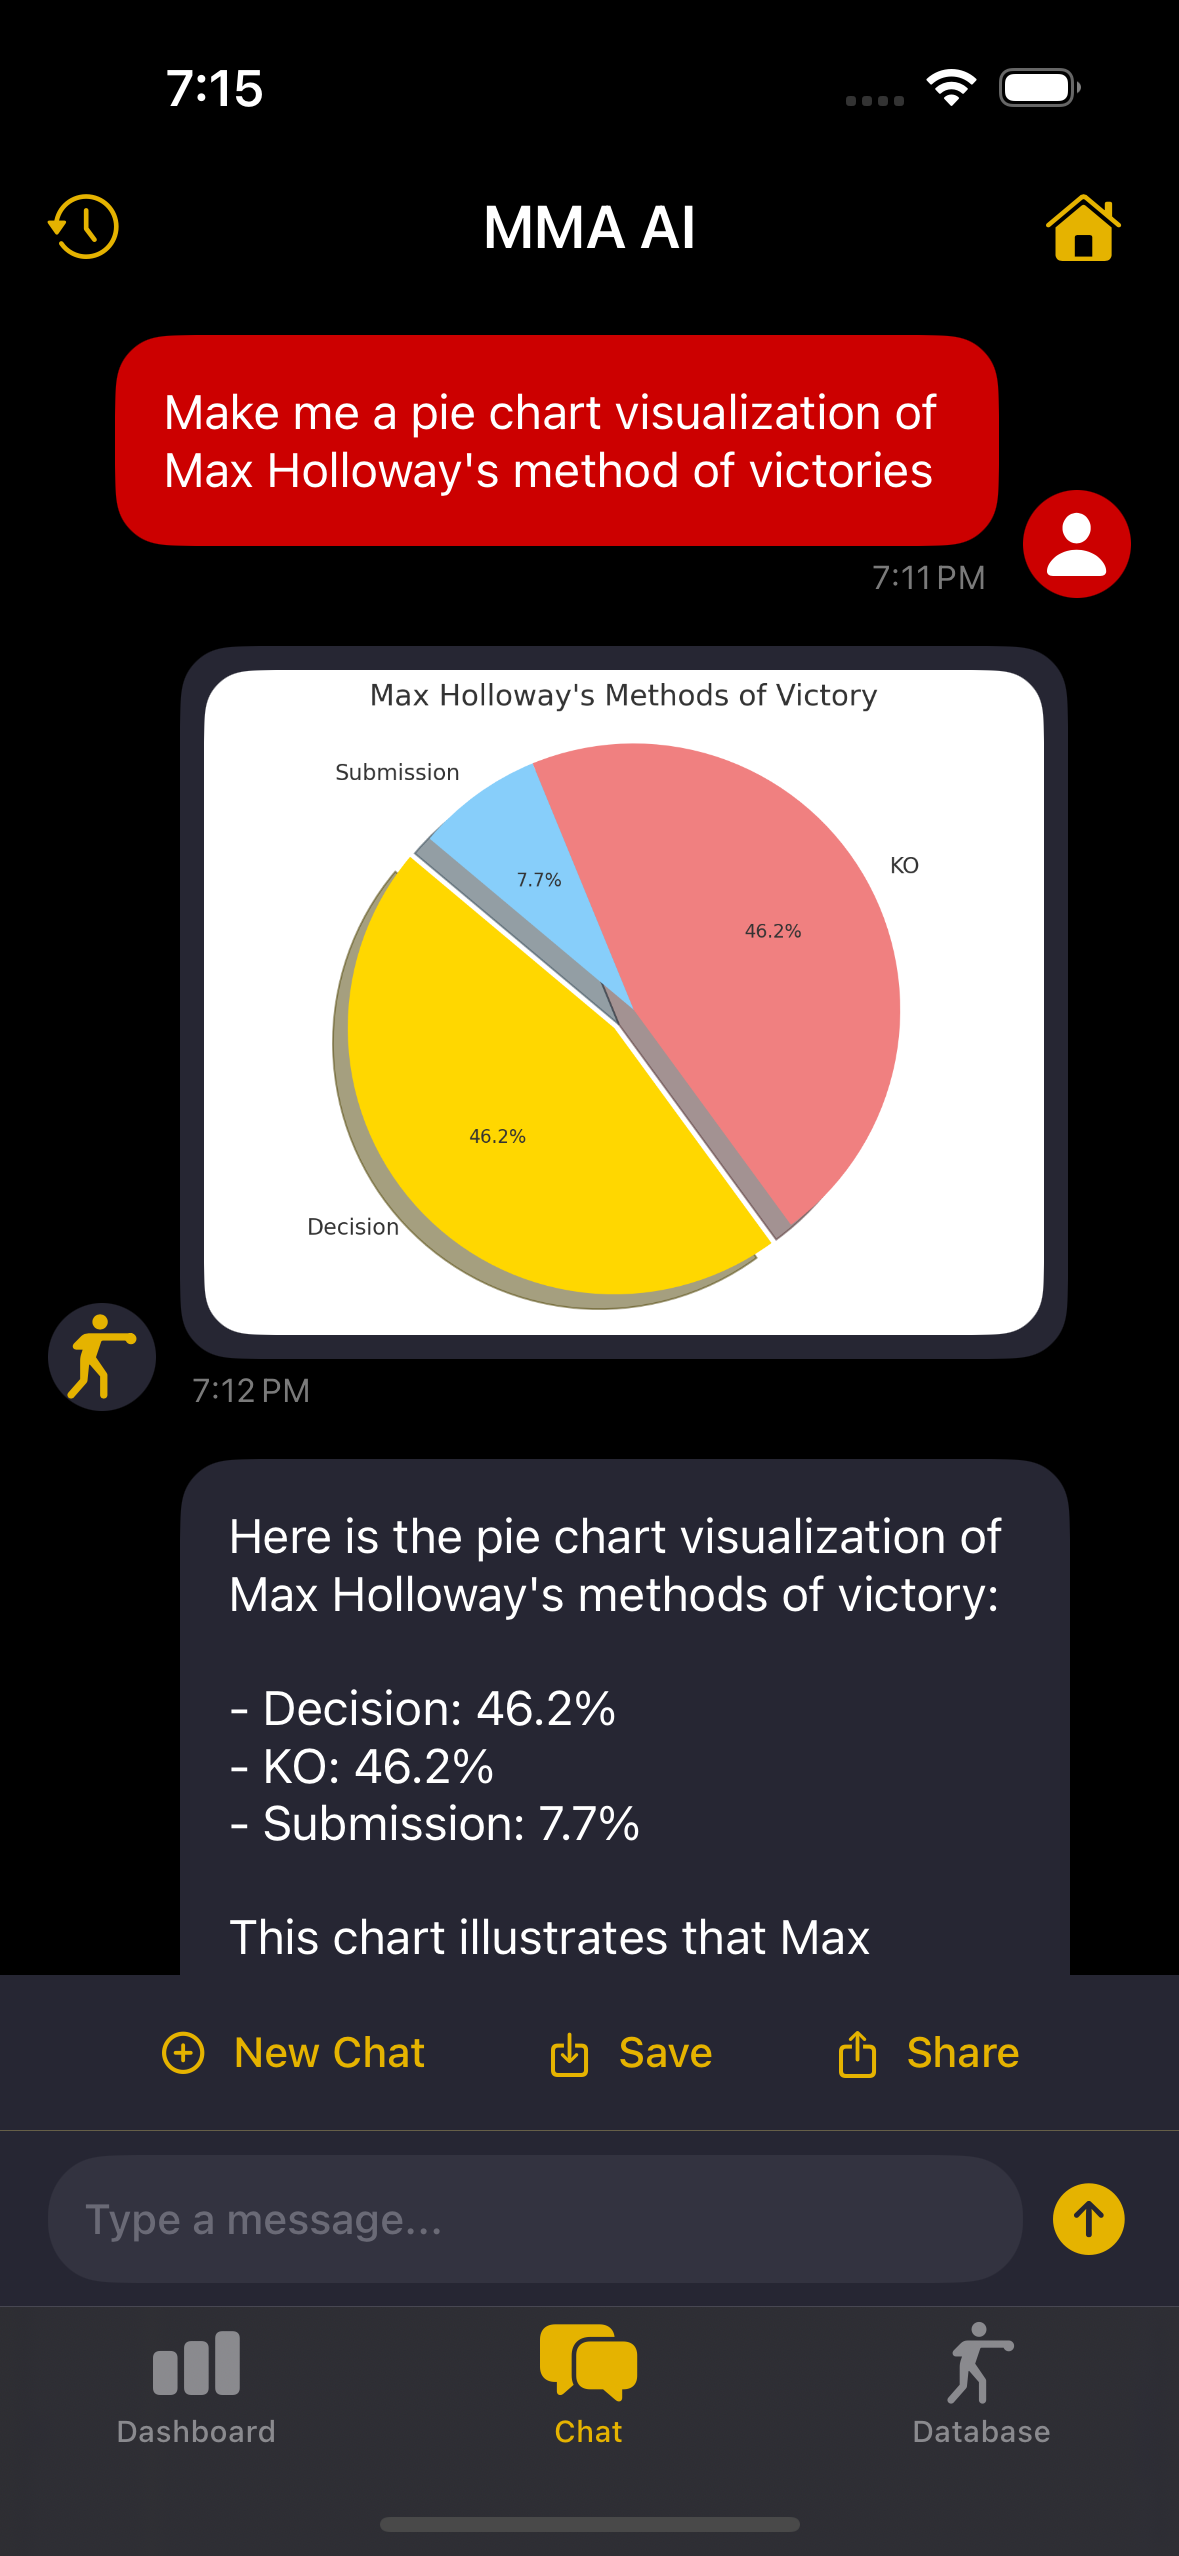 7:15
MMA AI
Make me a pie chart visualization of
Max Holloway's method of victories
7:11 PM
Max Holloway's Methods of Victory
Submission
KO
7.7%
46.2%
46.2%
Decision
7:12 PM
Here is the pie chart visualization of
Max Holloway's methods of victory:
- Decision: 46.2%
- KO: 46.2%
- Submission: 7.7%
This chart illustrates that Max
New Chat
Save
Share
Type a message...
Dashboard
Chat
Database